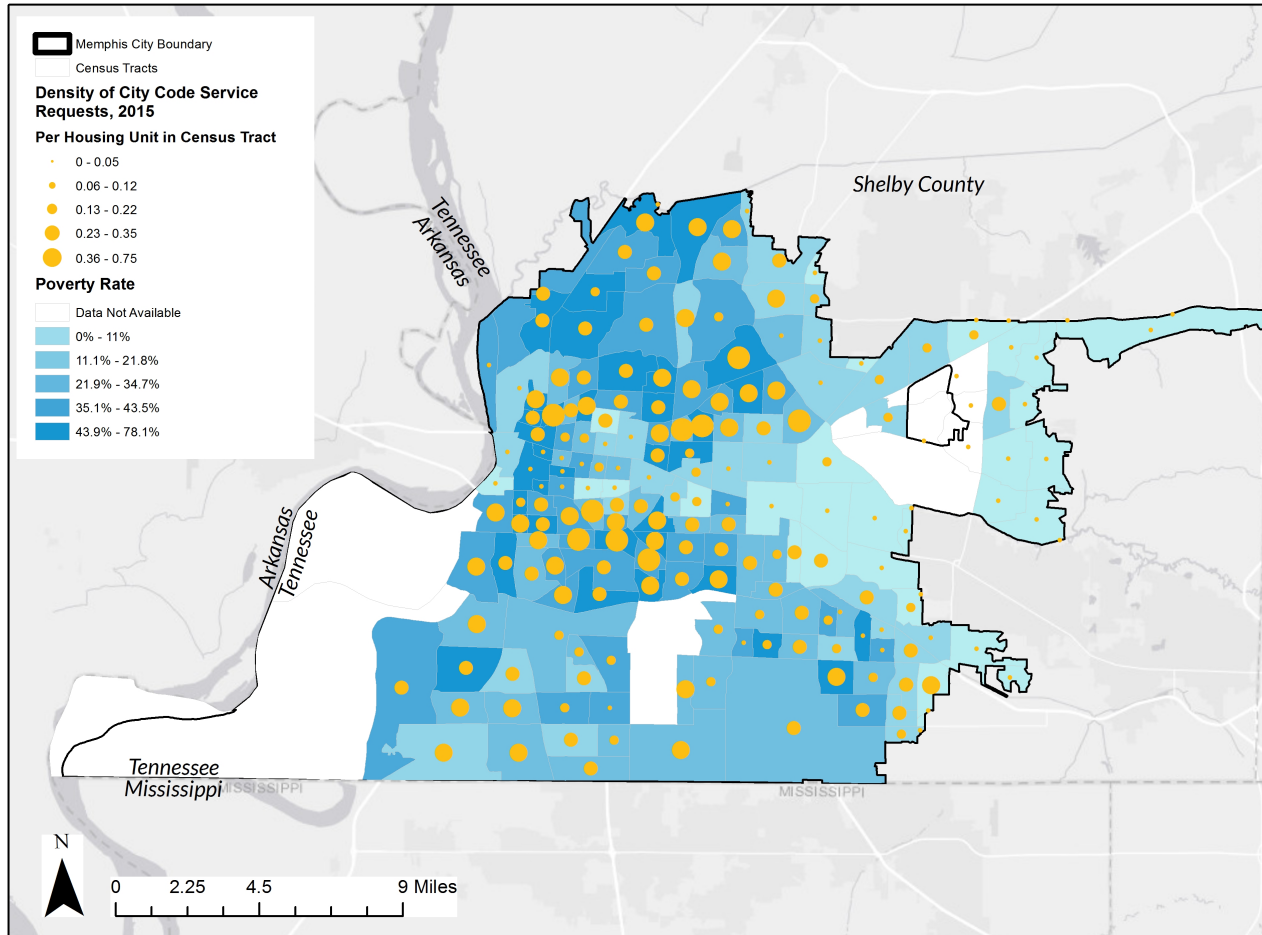 Memphis City Boundary
Census Tracts
Density of City Code Service
Requests, 2015
Per Housing Unit in Census Tract
0 - 0.05
0.06 - 0.12
0.13 - 0.22
0.23 - 0.35
0.36 - 0.75
Poverty Rate
Data Not Available
0% - 11%
11.1% - 21.8%
21.9% - 34.7%
35.1% - 43.5%
43.9% - 78.1%
Shelby County
Tennessee
Arkansas
Arkansas
Tennessee
Tennessee
Mississippi
MISSISSIPPI
MISSISSIPPI
N
0 2.25 4.5 9 Miles